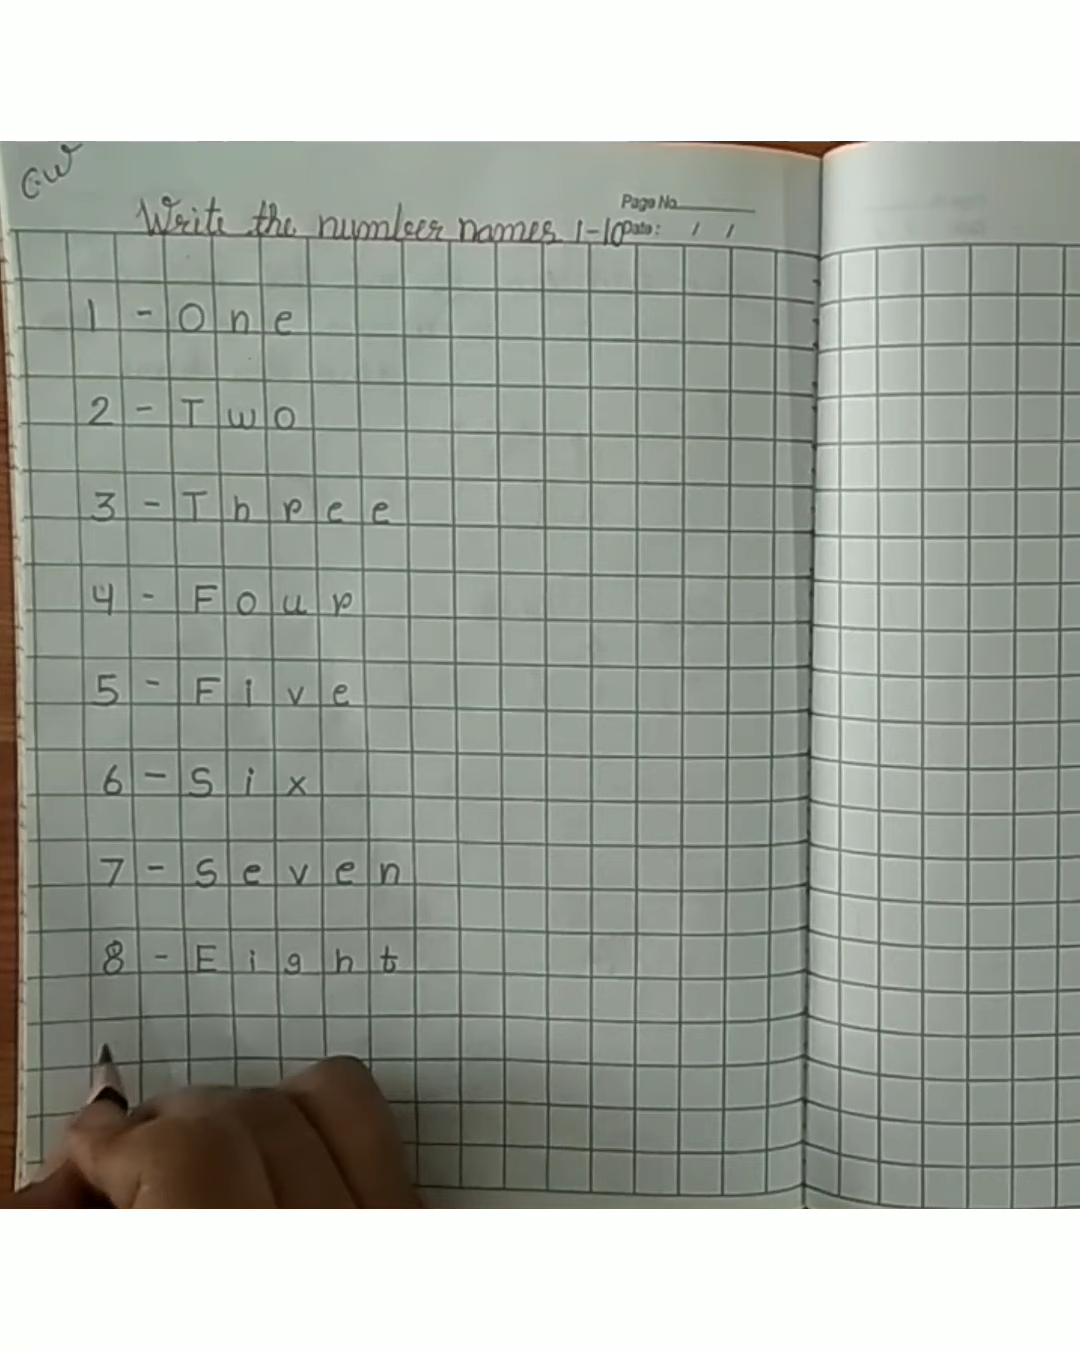 C.W
Page No.
Write the number names 1-10 Date: / /
1 - One
2 - Two
3 - Three
4 - Four
5 - Five
6 - Six
7 - Seven
8 - Eight